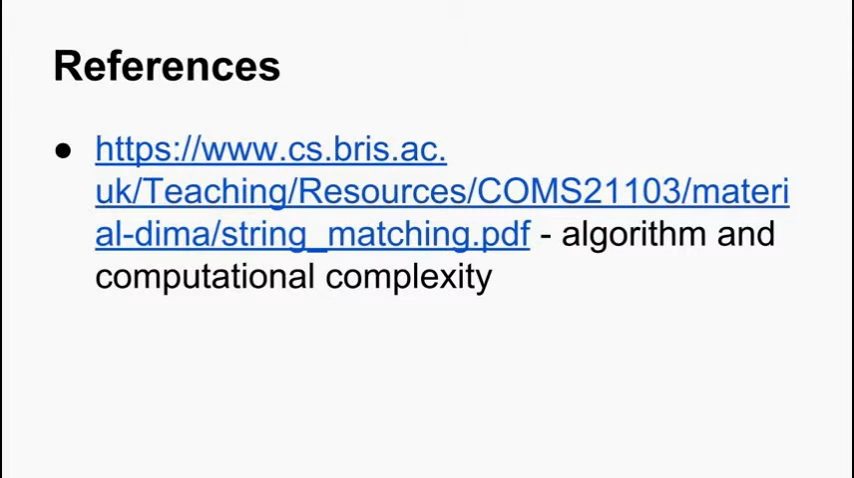 References
● https://www.cs.bris.ac.
uk/Teaching/Resources/COMS21103/materi
al-dima/string_matching.pdf - algorithm and
computational complexity